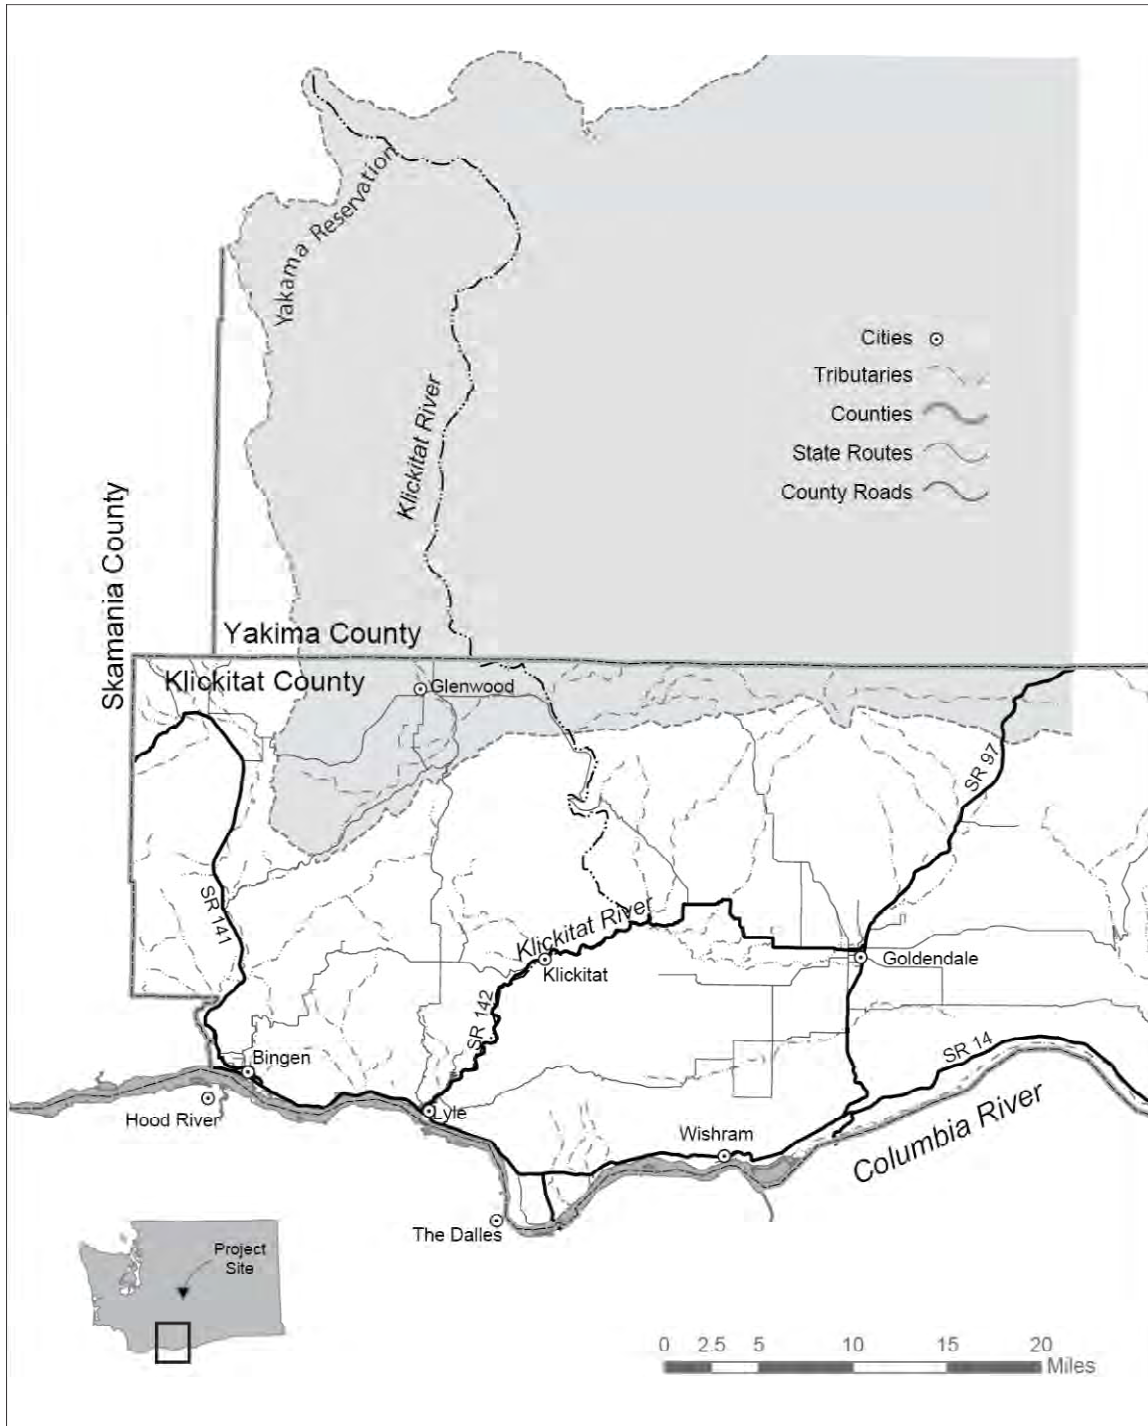 Yakama Reservation
Klickitat River
Cities
Tributaries
Counties
State Routes
County Roads
Skamania County
Yakima County
Klickitat County
Glenwood
SR 97
SR 141
Klickitat River
Klickitat
Goldendale
SR 142
SR 14
Bingen
Hood River
Lyle
Wishram
Columbia River
The Dalles
Project
Site
0 2.5 5 10 15 20
Miles